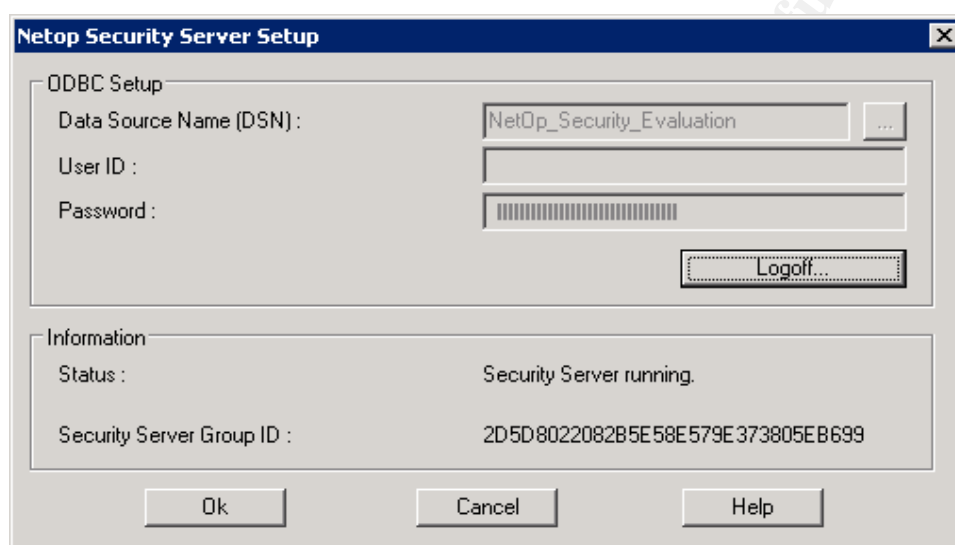 Netop Security Server Setup
ODBC Setup
Data Source Name (DSN) : NetOp_Security_Evaluation ...
User ID :
Password :
Logoff...
Information
Status : Security Server running.
Security Server Group ID : 2D5D8022082B5E58E579E373805EB699
Ok Cancel Help